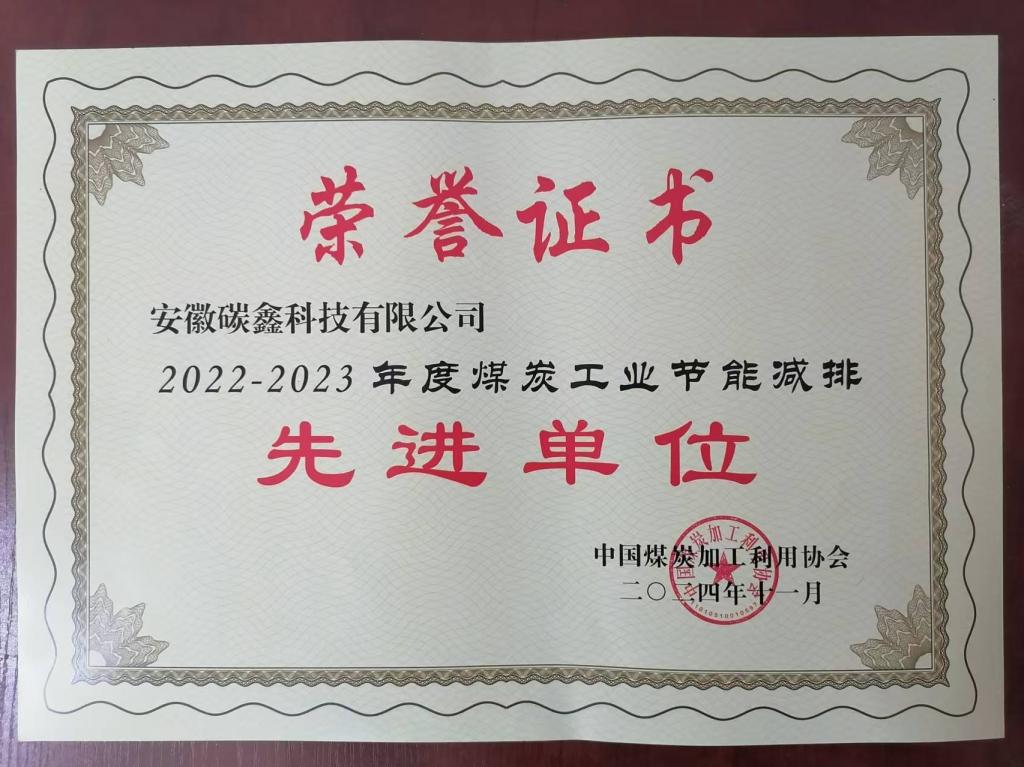 荣誉证书
安徽碳鑫科技有限公司
2022-2023年度煤炭工业节能减排
先进单位
中国煤炭加工利用协会
二〇二四年十一月